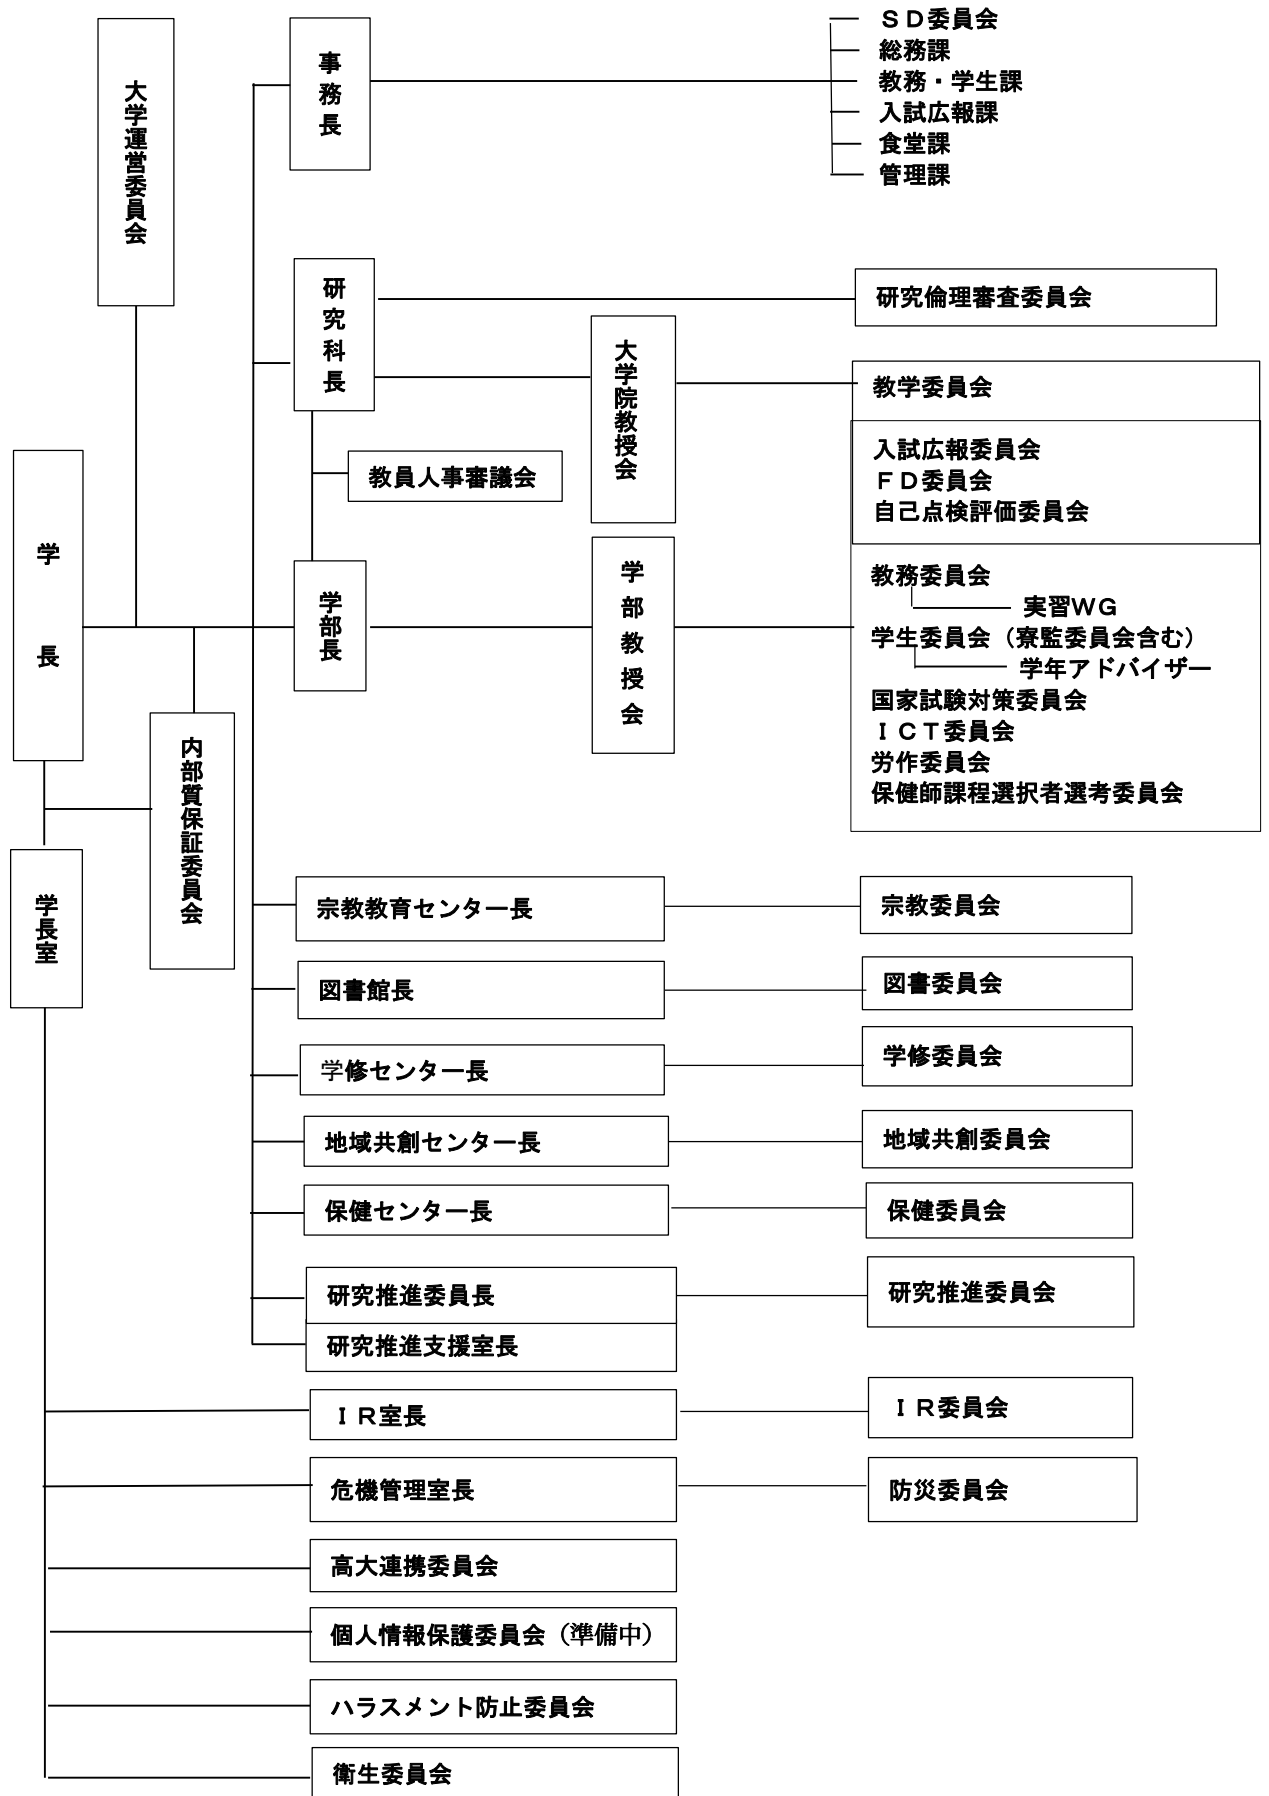 大学運営委員会
事務長
ＳＤ委員会
総務課
教務・学生課
入試広報課
食堂課
管理課
研究科長
研究倫理審査委員会
大学院教授会
教学委員会
入試広報委員会
ＦＤ委員会
自己点検評価委員会
教員人事審議会
学長
学部長
学部教授会
教務委員会
実習WG
学生委員会（寮監委員会含む）
学年アドバイザー
国家試験対策委員会
ＩＣＴ委員会
労作委員会
保健師課程選択者選考委員会
内部質保証委員会
学長室
宗教教育センター長
宗教委員会
図書館長
図書委員会
学修センター長
学修委員会
地域共創センター長
地域共創委員会
保健センター長
保健委員会
研究推進委員長
研究推進委員会
研究推進支援室長
ＩＲ室長
ＩＲ委員会
危機管理室長
防災委員会
高大連携委員会
個人情報保護委員会（準備中）
ハラスメント防止委員会
衛生委員会